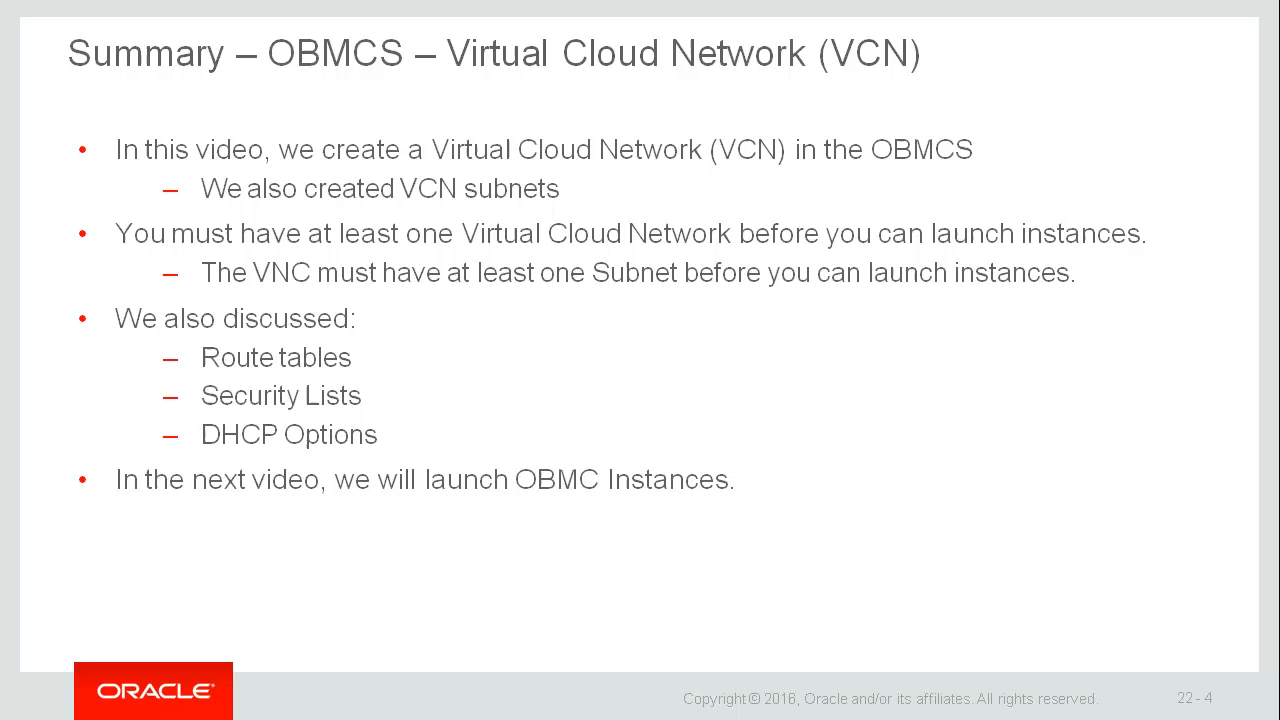 Summary – OBMCS – Virtual Cloud Network (VCN)
• In this video, we create a Virtual Cloud Network (VCN) in the OBMCS
– We also created VCN subnets
• You must have at least one Virtual Cloud Network before you can launch instances.
– The VNC must have at least one Subnet before you can launch instances.
• We also discussed:
– Route tables
– Security Lists
– DHCP Options
• In the next video, we will launch OBMC Instances.
ORACLE®
Copyright © 2016, Oracle and/or its affiliates. All rights reserved.
22 - 4